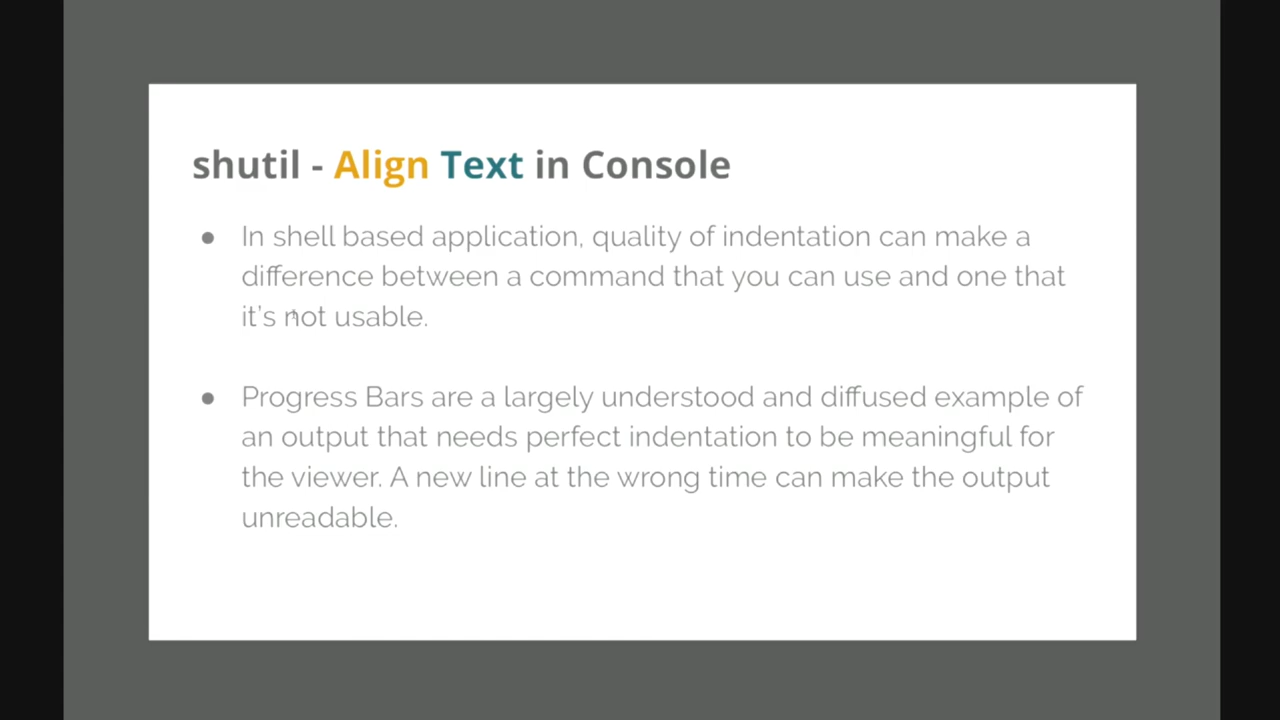 shutil - Align Text in Console
● In shell based application, quality of indentation can make a
difference between a command that you can use and one that
it's not usable.
● Progress Bars are a largely understood and diffused example of
an output that needs perfect indentation to be meaningful for
the viewer. A new line at the wrong time can make the output
unreadable.